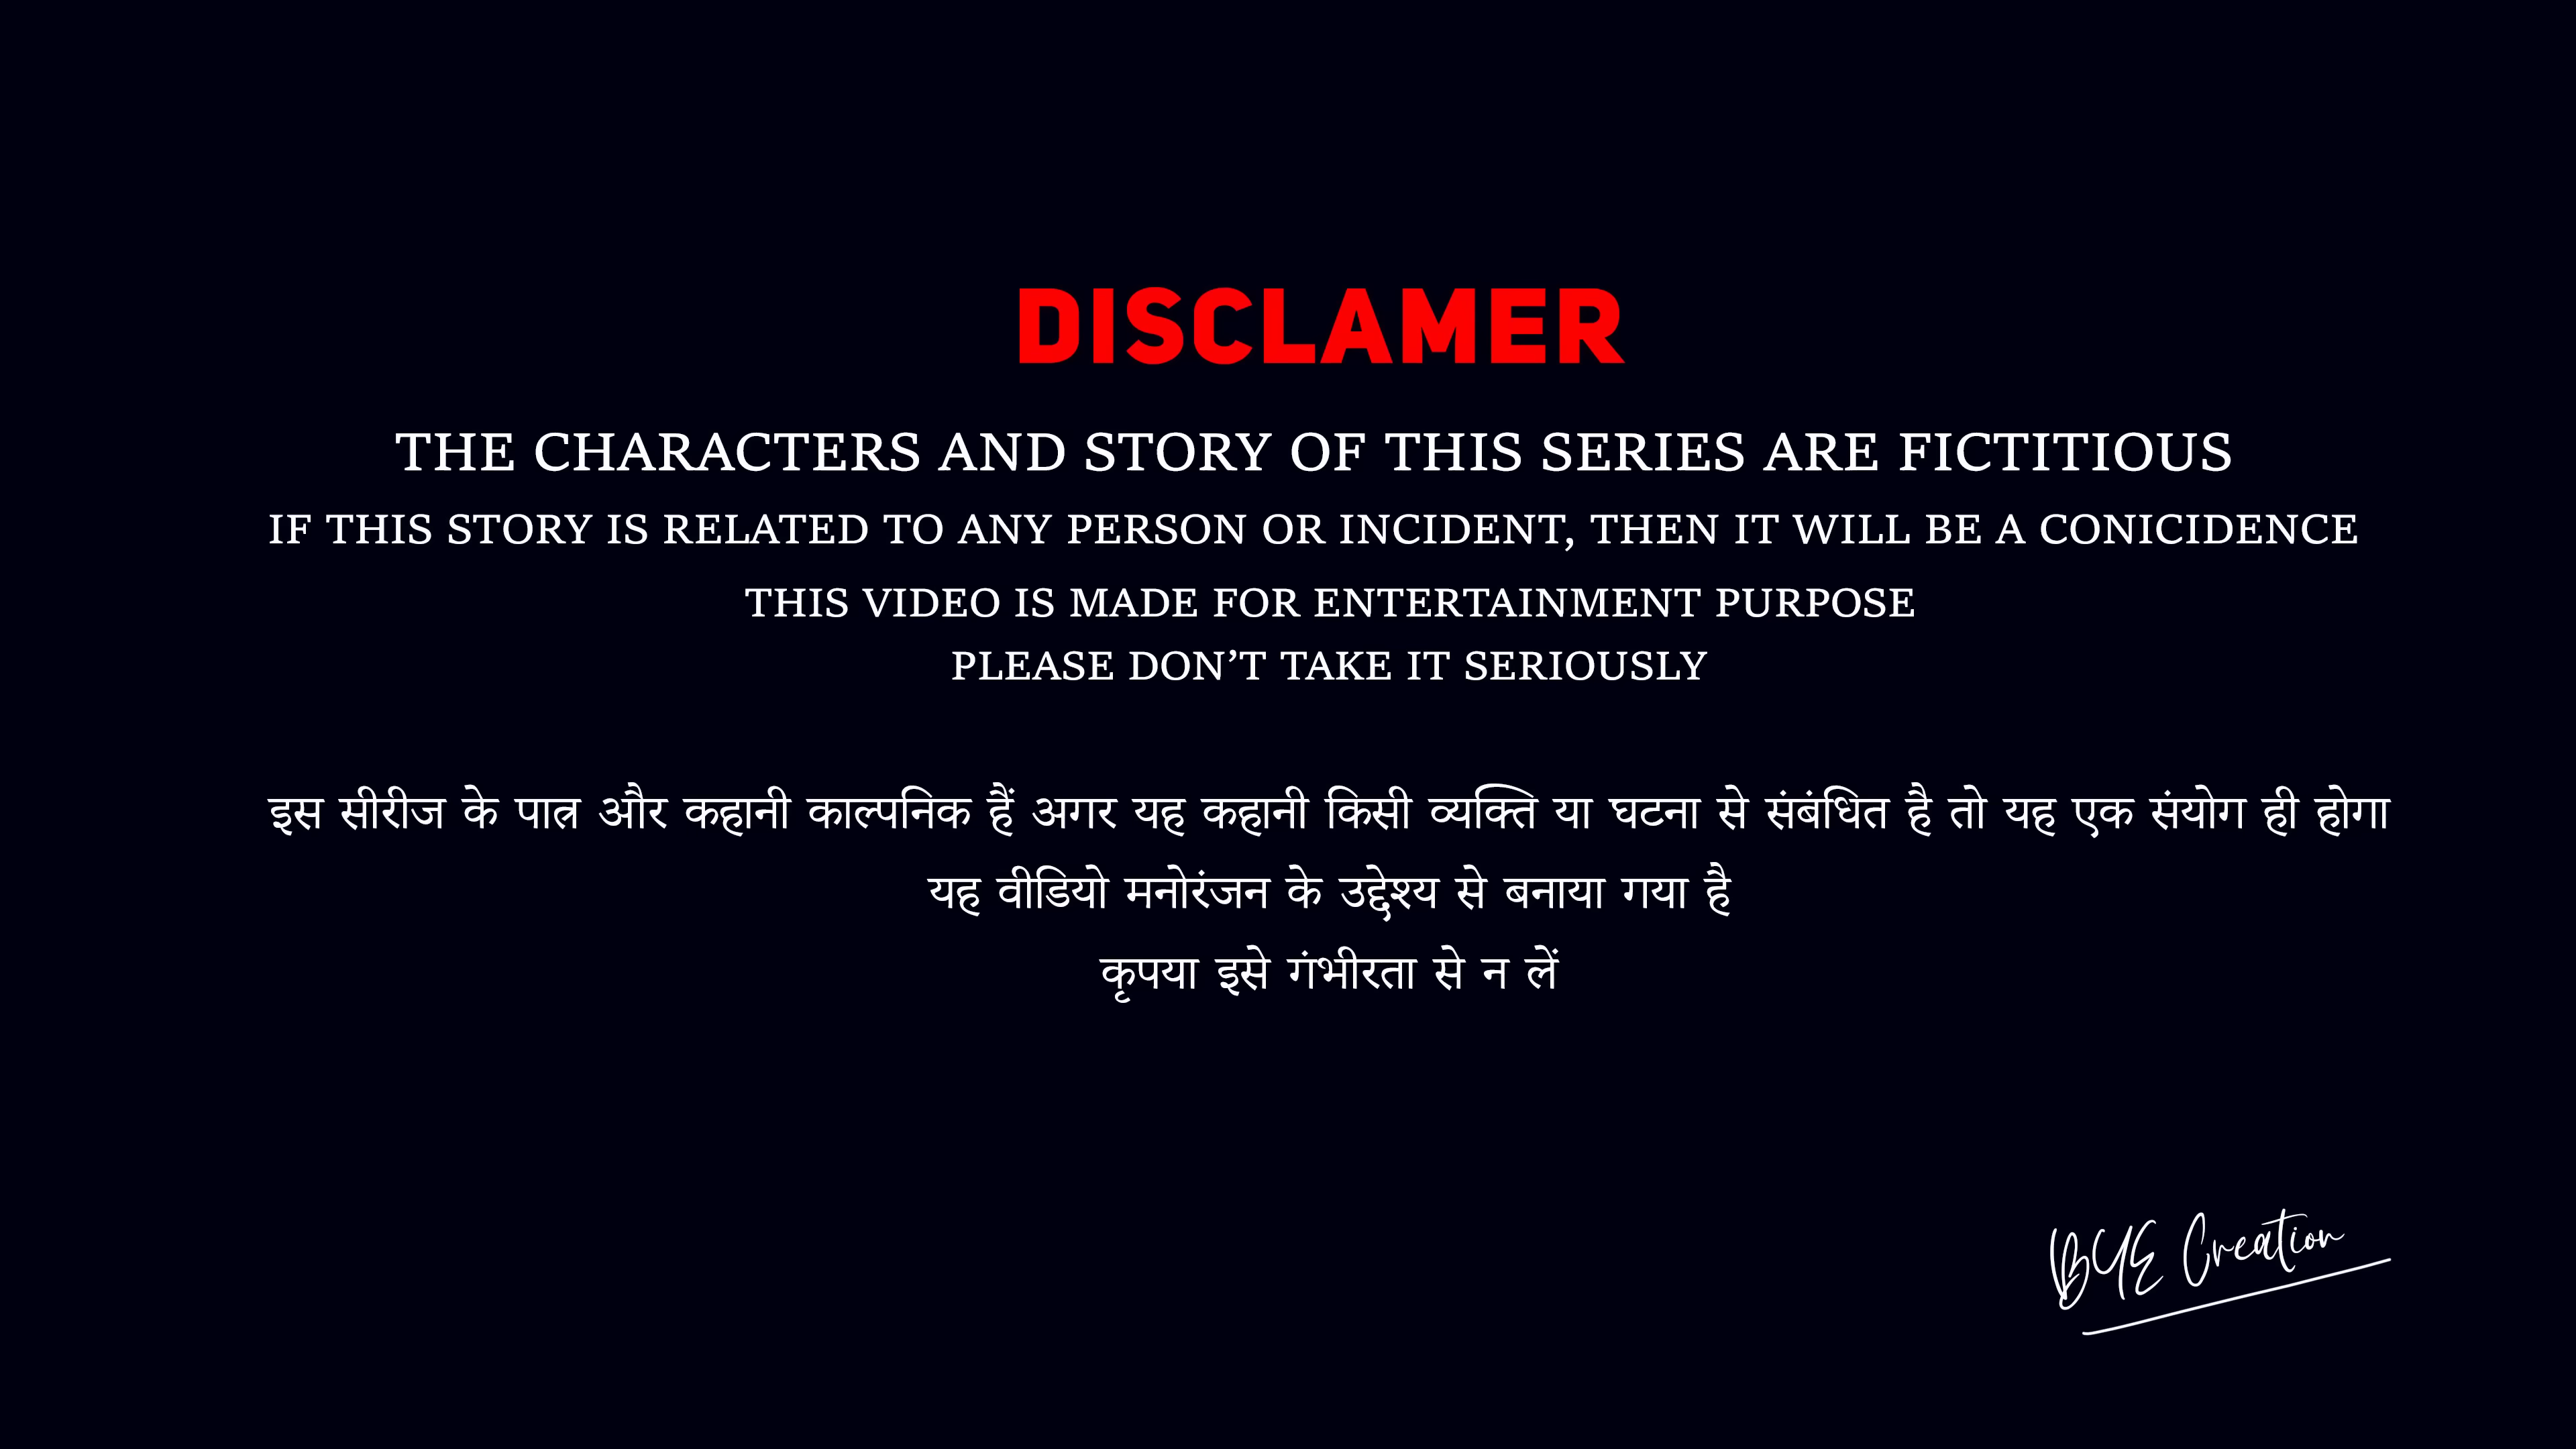 DISCLAMER
THE CHARACTERS AND STORY OF THIS SERIES ARE FICTITIOUS
IF THIS STORY IS RELATED TO ANY PERSON OR INCIDENT, THEN IT WILL BE A CONICIDENCE
THIS VIDEO IS MADE FOR ENTERTAINMENT PURPOSE
PLEASE DON’T TAKE IT SERIOUSLY
इस सीरीज के पात्र और कहानी काल्पनिक हैं अगर यह कहानी किसी व्यक्ति या घटना से संबंधित है तो यह एक संयोग ही होगा
यह वीडियो मनोरंजन के उद्देश्य से बनाया गया है
कृपया इसे गंभीरता से न लें
BYE Creation